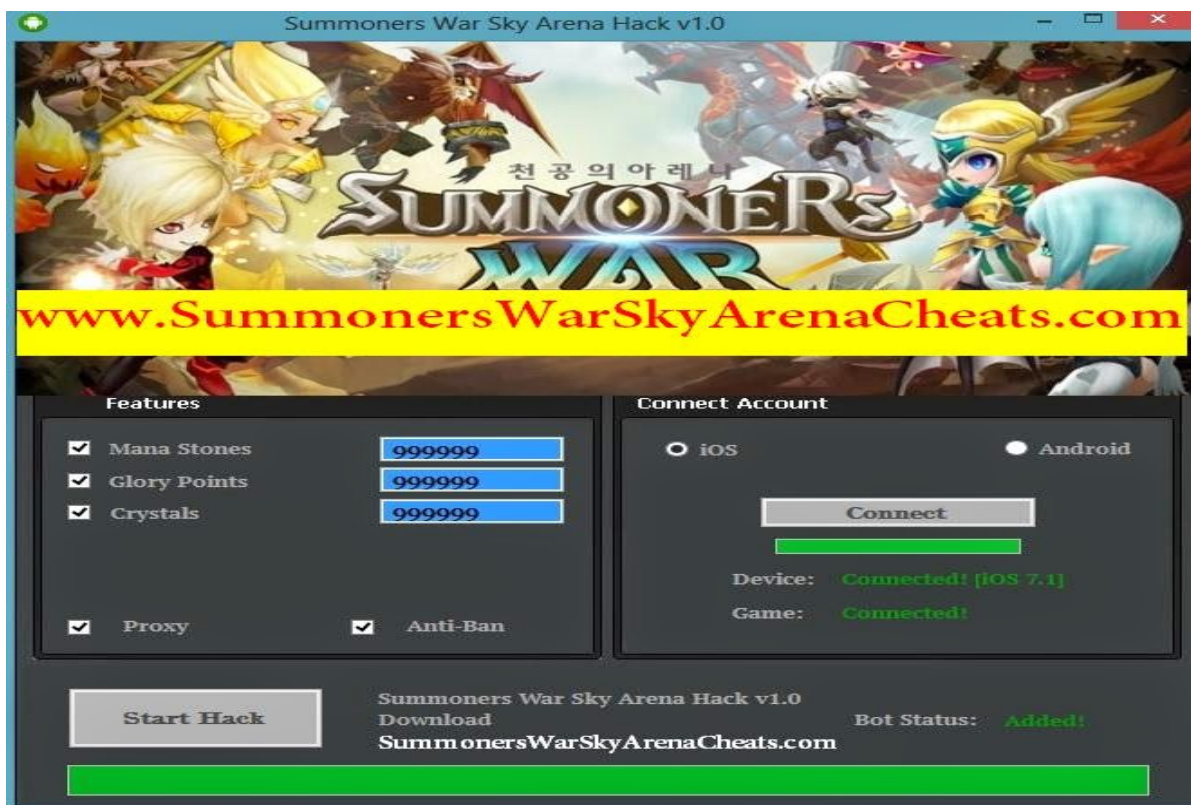 Summoners War Sky Arena Hack v1.0
천공의 아레나
SUMMONERS
WAR
www.SummonersWarSkyArenaCheats.com
Features
Mana Stones 999999
Glory Points 999999
Crystals 999999
Proxy Anti-Ban
Connect Account
iOS Android
Connect
Device: Connected! [iOS 7.1]
Game: Connected!
Start Hack
Summoners War Sky Arena Hack v1.0
Download
SummonersWarSkyArenaCheats.com
Bot Status: Added!